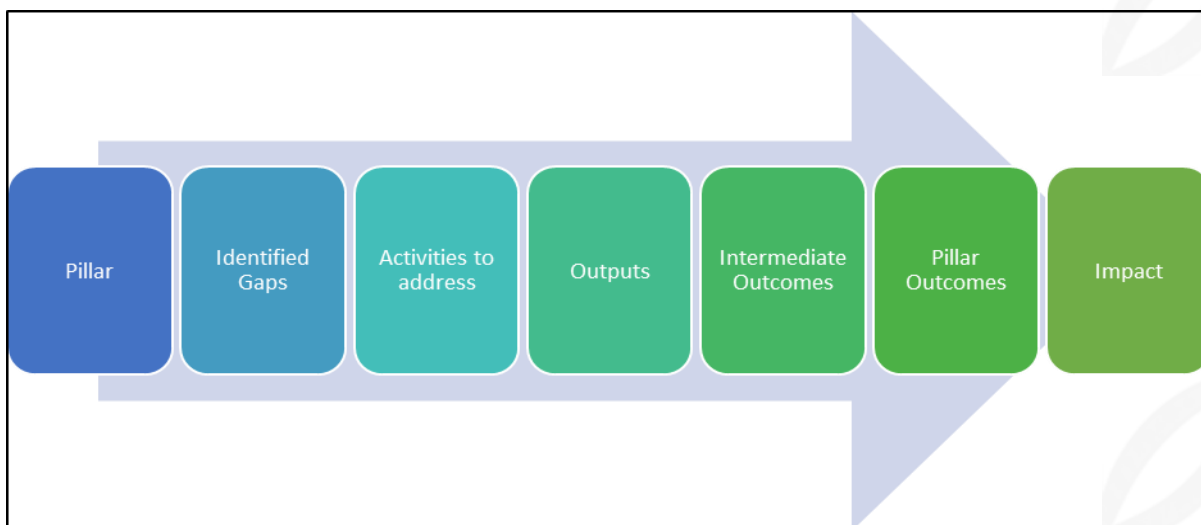 Pillar
Identified
Gaps
Activities to
address
Outputs
Intermediate
Outcomes
Pillar
Outcomes
Impact